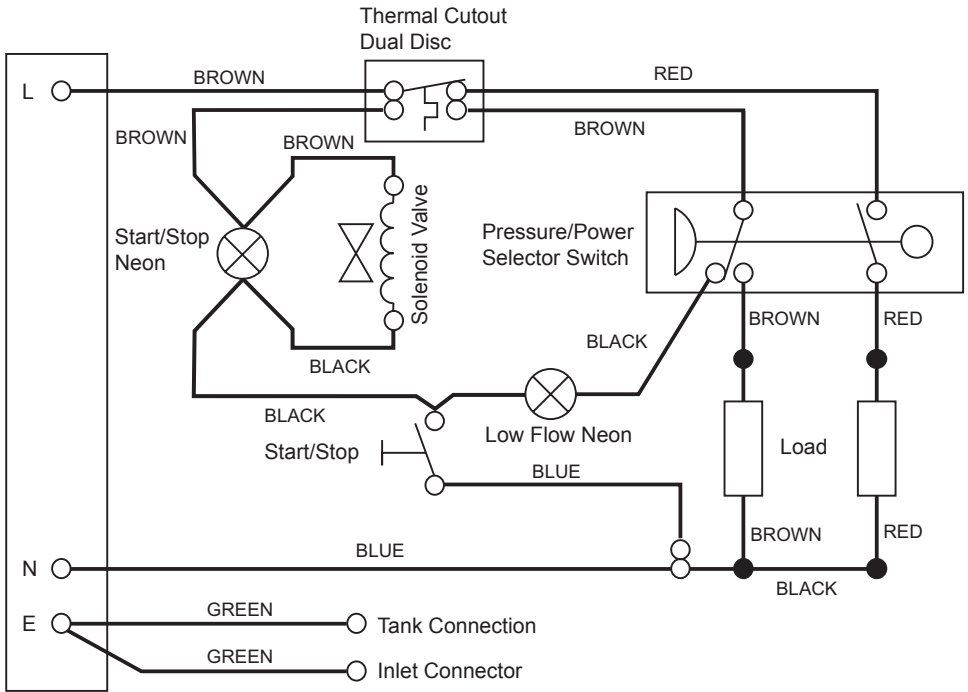 Thermal Cutout
Dual Disc
L
BROWN
RED
BROWN
BROWN
BROWN
Start/Stop
Neon
Solenoid Valve
Pressure/Power
Selector Switch
BLACK
BROWN
RED
BLACK
BLACK
Low Flow Neon
Load
Start/Stop
BLUE
BROWN
RED
N
BLUE
BLACK
E
GREEN
Tank Connection
GREEN
Inlet Connector